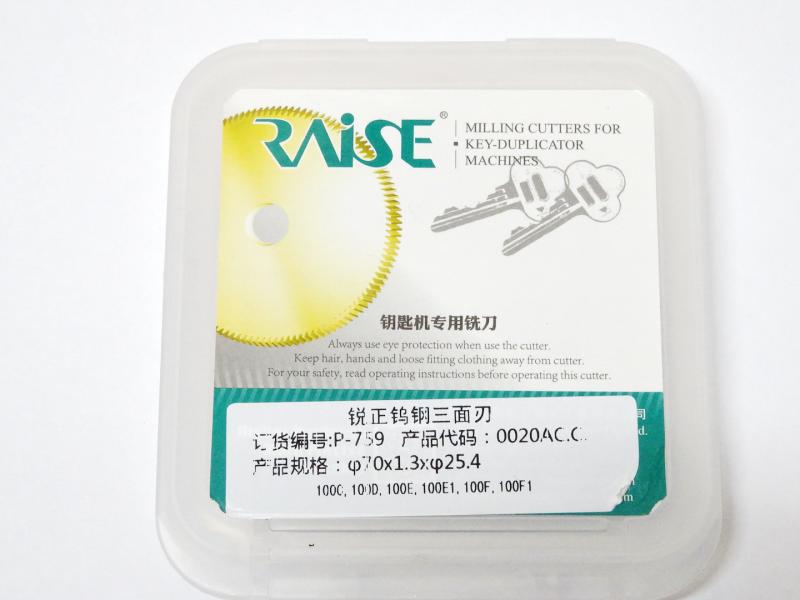 RAISE®
MILLING CUTTERS FOR
KEY-DUPLICATOR
MACHINES
钥匙机专用铣刀
Always use eye protection when use the cutter.
Keep hair, hands and loose fitting clothing away from cutter.
For your safety, read operating instructions before operating this cutter.
锐正钨钢三面刃
订货编号:P-759 产品代码：0020AC.C.
产品规格：φ70x1.3xφ25.4
100C, 100D, 100E, 100E1, 100F, 100F1
司
d.
m